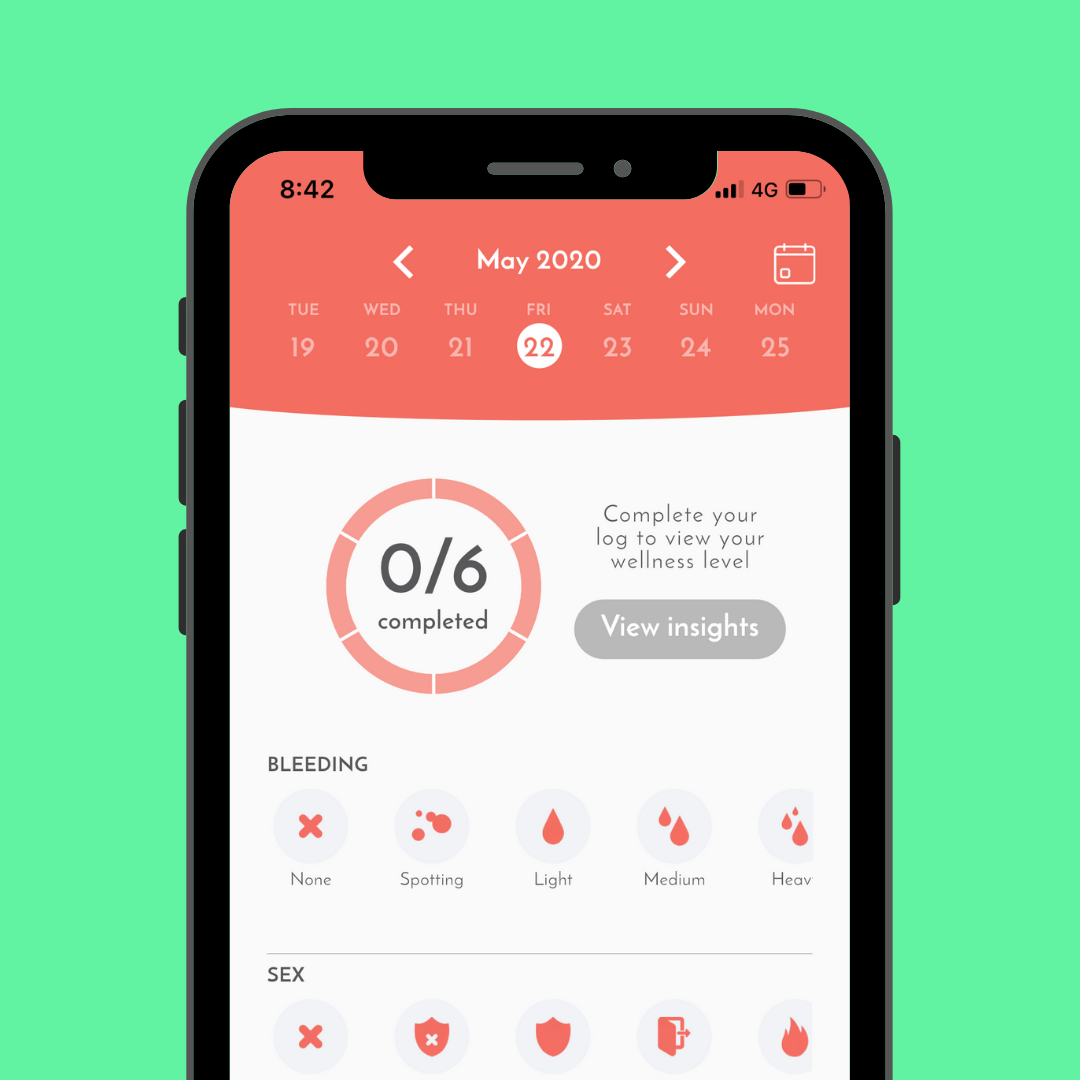 8:42 4G
May 2020
TUE WED THU FRI SAT SUN MON
19 20 21 22 23 24 25
0/6
completed
Complete your
log to view your
wellness level
View insights
BLEEDING
None Spotting Light Medium Heav
SEX